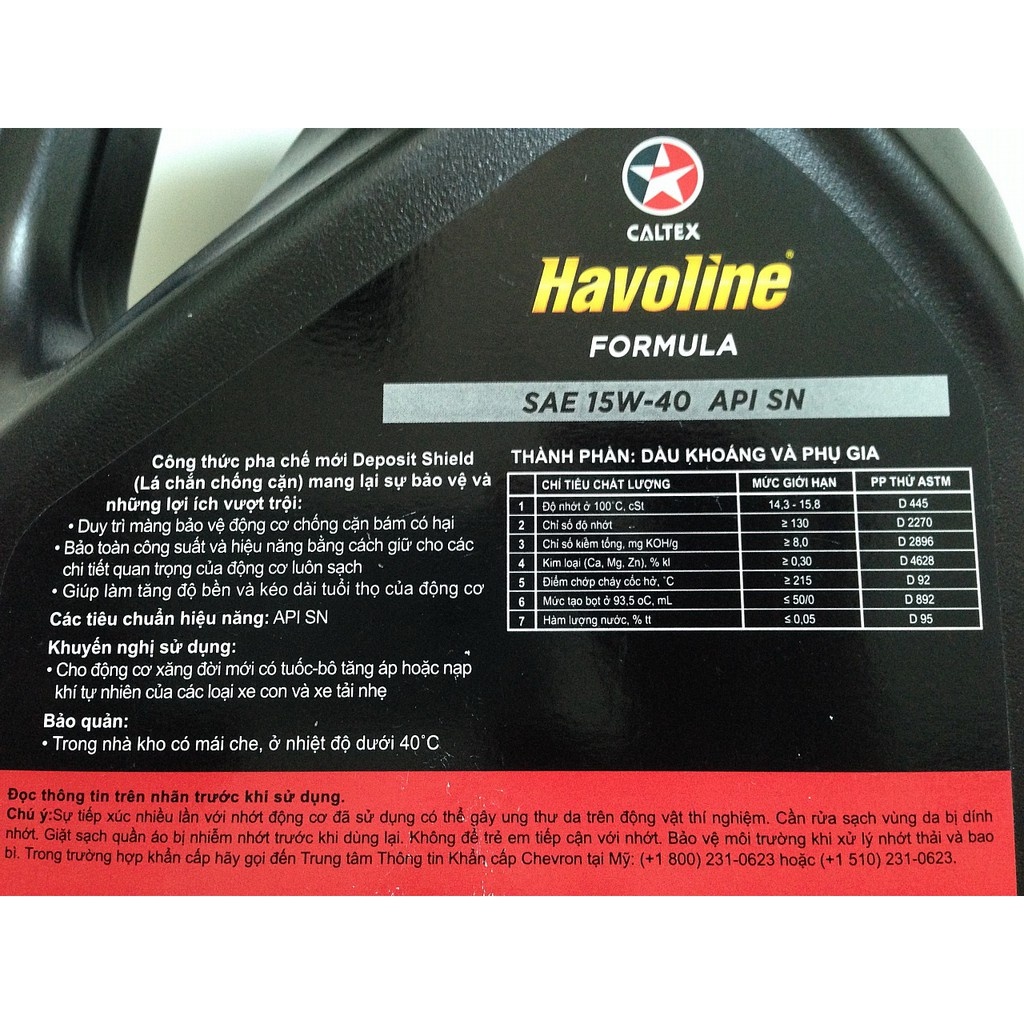 CALTEX
Havoline®
FORMULA
SAE 15W-40 API SN
Công thức pha chế mới Deposit Shield
(Lá chắn chống cặn) mang lại sự bảo vệ và
những lợi ích vượt trội:
• Duy trì màng bảo vệ động cơ chống cặn bám có hại
• Bảo toàn công suất và hiệu năng bằng cách giữ cho các
chi tiết quan trọng của động cơ luôn sạch
• Giúp làm tăng độ bền và kéo dài tuổi thọ của động cơ
Các tiêu chuẩn hiệu năng: API SN
Khuyến nghị sử dụng:
• Cho động cơ xăng đời mới có tuốc-bô tăng áp hoặc nạp
khí tự nhiên của các loại xe con và xe tải nhẹ
Bảo quản:
• Trong nhà kho có mái che, ở nhiệt độ dưới 40°C
THÀNH PHẦN: DẦU KHOÁNG VÀ PHỤ GIA
CHỈ TIÊU CHẤT LƯỢNG MỨC GIỚI HẠN PP THỬ ASTM
1 Độ nhớt ở 100°C, cSt 14,3 - 15,8 D 445
2 Chỉ số độ nhớt ≥ 130 D 2270
3 Chỉ số kiềm tổng, mg KOH/g ≥ 8,0 D 2896
4 Kim loại (Ca, Mg, Zn), % kl ≥ 0,30 D 4628
5 Điểm chớp cháy cốc hở, °C ≥ 215 D 92
6 Mức tạo bọt ở 93,5 oC, mL ≤ 50/0 D 892
7 Hàm lượng nước, % tt ≤ 0,05 D 95
Đọc thông tin trên nhãn trước khi sử dụng.
Chú ý:Sự tiếp xúc nhiều lần với nhớt động cơ đã sử dụng có thể gây ung thư da trên động vật thí nghiệm. Cần rửa sạch vùng da bị dính
nhớt. Giặt sạch quần áo bị nhiễm nhớt trước khi dùng lại. Không để trẻ em tiếp cận với nhớt. Bảo vệ môi trường khi xử lý nhớt thải và bao
bì. Trong trường hợp khẩn cấp hãy gọi đến Trung tâm Thông tin Khẩn cấp Chevron tại Mỹ: (+1 800) 231-0623 hoặc (+1 510) 231-0623.